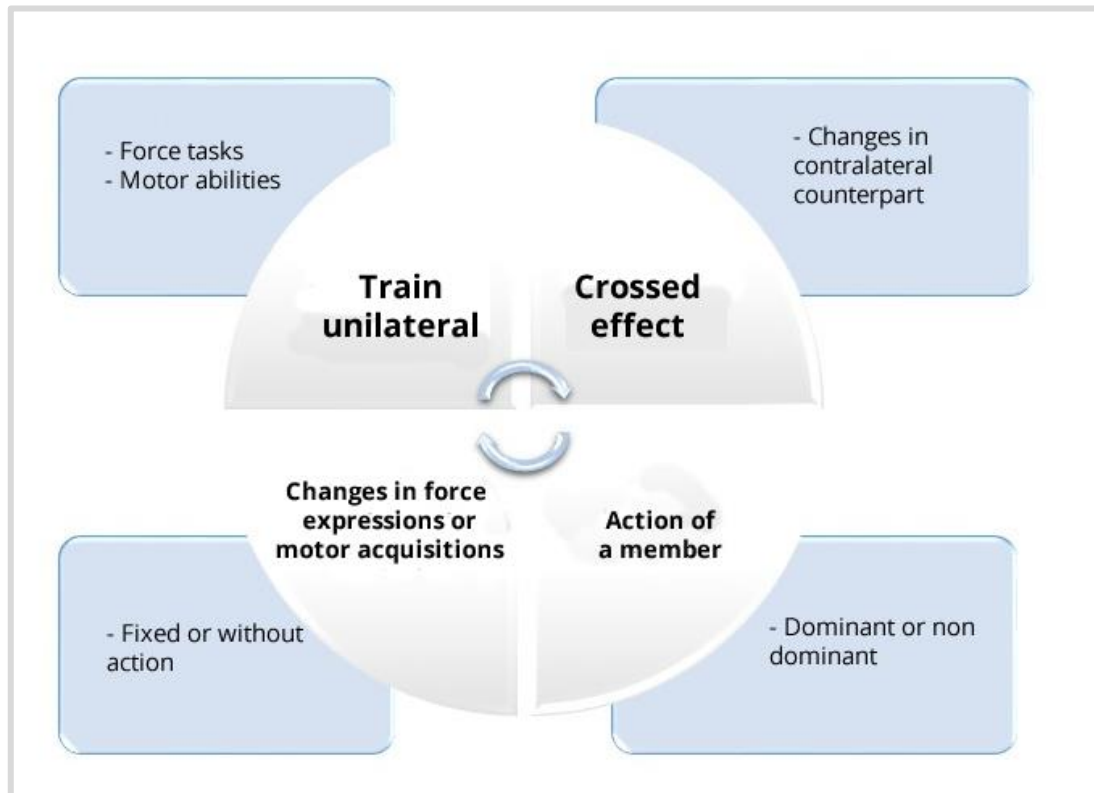 - Force tasks
- Motor abilities
- Changes in
contralateral
counterpart
Train
unilateral
Crossed
effect
Changes in force
expressions or
motor acquisitions
Action of
a member
- Fixed or without
action
- Dominant or non
dominant